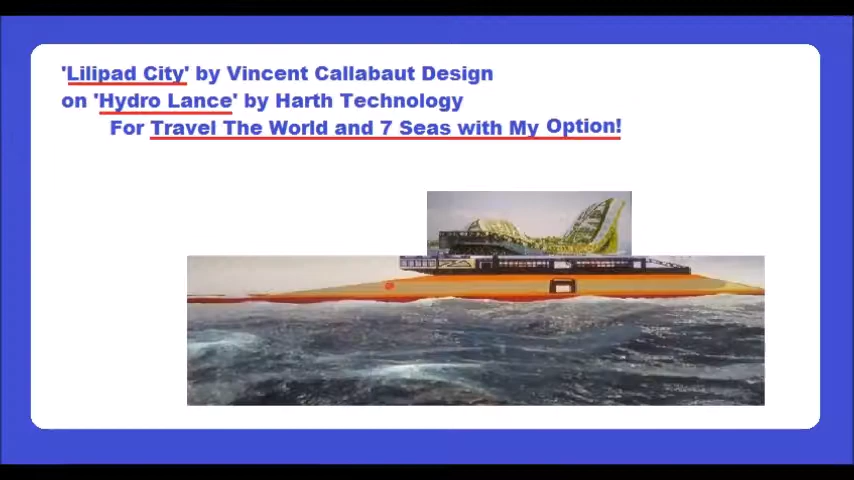 'Lilipad City' by Vincent Callabaut Design
on 'Hydro Lance' by Harth Technology
For Travel The World and 7 Seas with My Option!